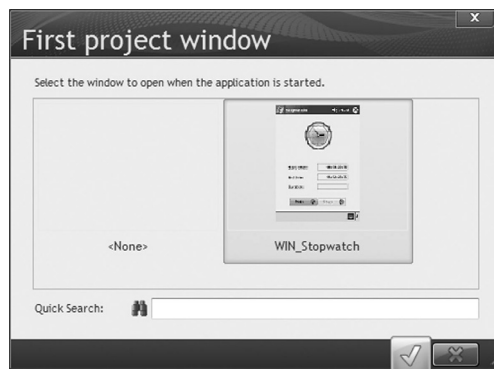 First project window
X
Select the window to open when the application is started.
<None>
WIN_Stopwatch
Quick Search: